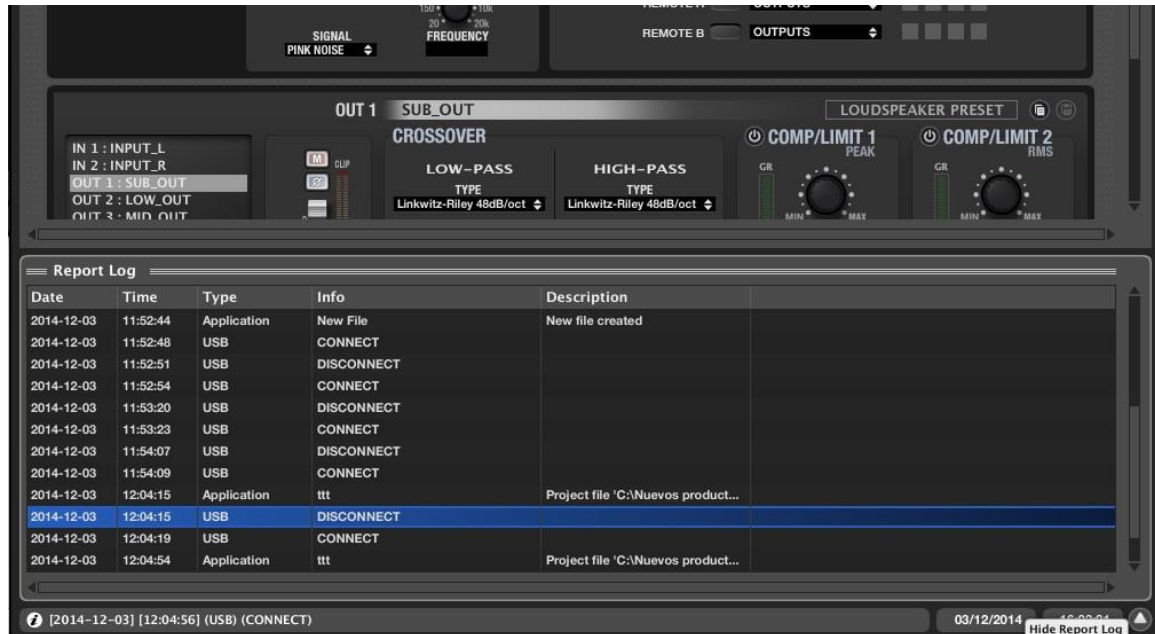 20 20k
SIGNAL FREQUENCY
PINK NOISE
REMOTE B OUTPUTS
OUT 1 SUB_OUT LOUDSPEAKER PRESET
IN 1 : INPUT_L
IN 2 : INPUT_R
OUT 1 : SUB_OUT
OUT 2 : LOW_OUT
OUT 3 : MID_OUT
M CLIP
CROSSOVER
LOW-PASS HIGH-PASS
TYPE TYPE
Linkwitz-Riley 48dB/oct Linkwitz-Riley 48dB/oct
COMP/LIMIT 1 COMP/LIMIT 2
PEAK RMS
GR GR
MIN MAX MIN MAX
Report Log
Date Time Type Info Description
2014-12-03 11:52:44 Application New File New file created
2014-12-03 11:52:48 USB CONNECT
2014-12-03 11:52:51 USB DISCONNECT
2014-12-03 11:52:54 USB CONNECT
2014-12-03 11:53:20 USB DISCONNECT
2014-12-03 11:53:23 USB CONNECT
2014-12-03 11:54:07 USB DISCONNECT
2014-12-03 11:54:09 USB CONNECT
2014-12-03 12:04:15 Application ttt Project file 'C:\Nuevos product...
2014-12-03 12:04:15 USB DISCONNECT
2014-12-03 12:04:19 USB CONNECT
2014-12-03 12:04:54 Application ttt Project file 'C:\Nuevos product...
[2014-12-03] [12:04:56] (USB) (CONNECT) 03/12/2014
Hide Report Log